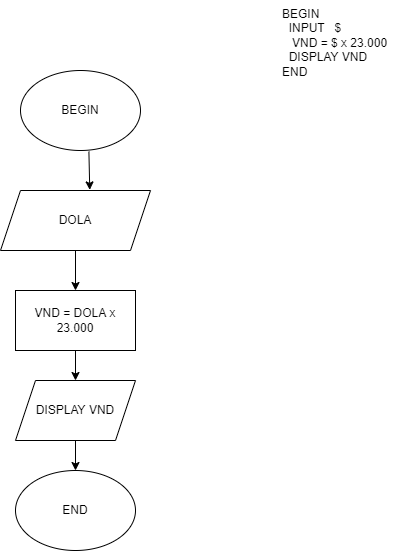 BEGIN
INPUT $
VND = $ x 23.000
DISPLAY VND
END
BEGIN
DOLA
VND = DOLA x
23.000
DISPLAY VND
END